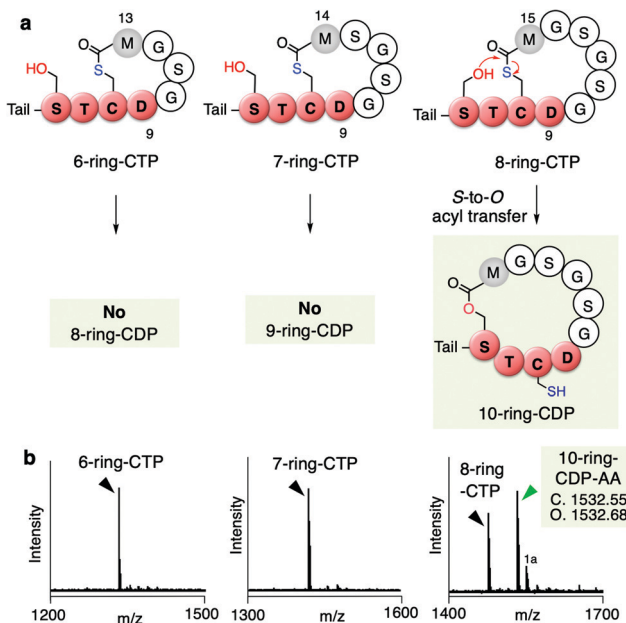 a
13
14
15
O M G S G
O M S G S G
O M G S G S G
HO S
HO S
OH S
Tail S T C D
Tail S T C D
Tail S T C D
9
9
9
6-ring-CTP
7-ring-CTP
8-ring-CTP
S-to-O
acyl transfer
No
8-ring-CDP
No
9-ring-CDP
O M G S G S G
O
Tail S T C D
SH
10-ring-CDP
b
6-ring-CTP
7-ring-CTP
8-ring
-CTP
10-ring-
CDP-AA
C. 1532.55
O. 1532.68
1a
Intensity
Intensity
Intensity
1200 m/z 1500
1300 m/z 1600
1400 m/z 1700